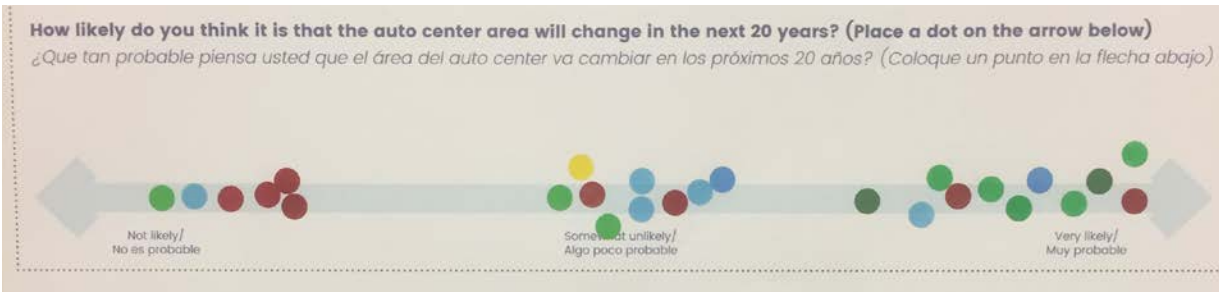 How likely do you think it is that the auto center area will change in the next 20 years? (Place a dot on the arrow below)
¿Que tan probable piensa usted que el área del auto center va cambiar en los próximos 20 años? (Coloque un punto en la flecha abajo)
Not likely/
No es probable
Somewhat unlikely/
Algo poco probable
Very likely/
Muy probable